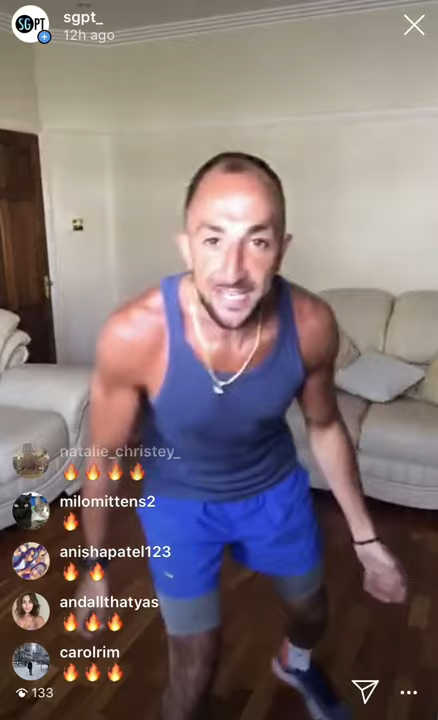 SGPT
sgpt_
12h ago
natalie_christey_
🔥🔥🔥🔥
milomittens2
🔥
anishapatel123
🔥🔥
andallthatyas
🔥🔥🔥
carolrim
🔥🔥🔥
133